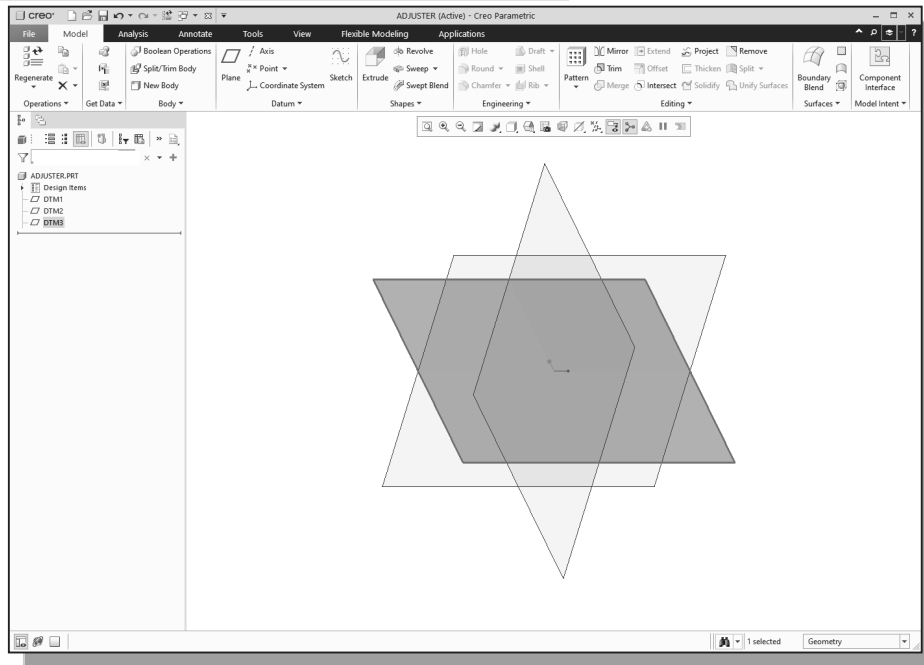 creo·
ADJUSTER (Active) - Creo Parametric
File Model Analysis Annotate Tools View Flexible Modeling Applications
Regenerate
Operations
Get Data
Boolean Operations
Split/Trim Body
New Body
Body
Plane
Axis
Point
Coordinate System
Sketch
Datum
Extrude
Revolve
Sweep
Swept Blend
Shapes
Hole Draft
Round Shell
Chamfer Rib
Engineering
Pattern
Mirror Extend Project Remove
Trim Offset Thicken Split
Merge Intersect Solidify Unify Surfaces
Editing
Boundary
Blend
Surfaces
Component
Interface
Model Intent
ADJUSTER.PRT
Design Items
DTM1
DTM2
DTM3
1 selected
Geometry